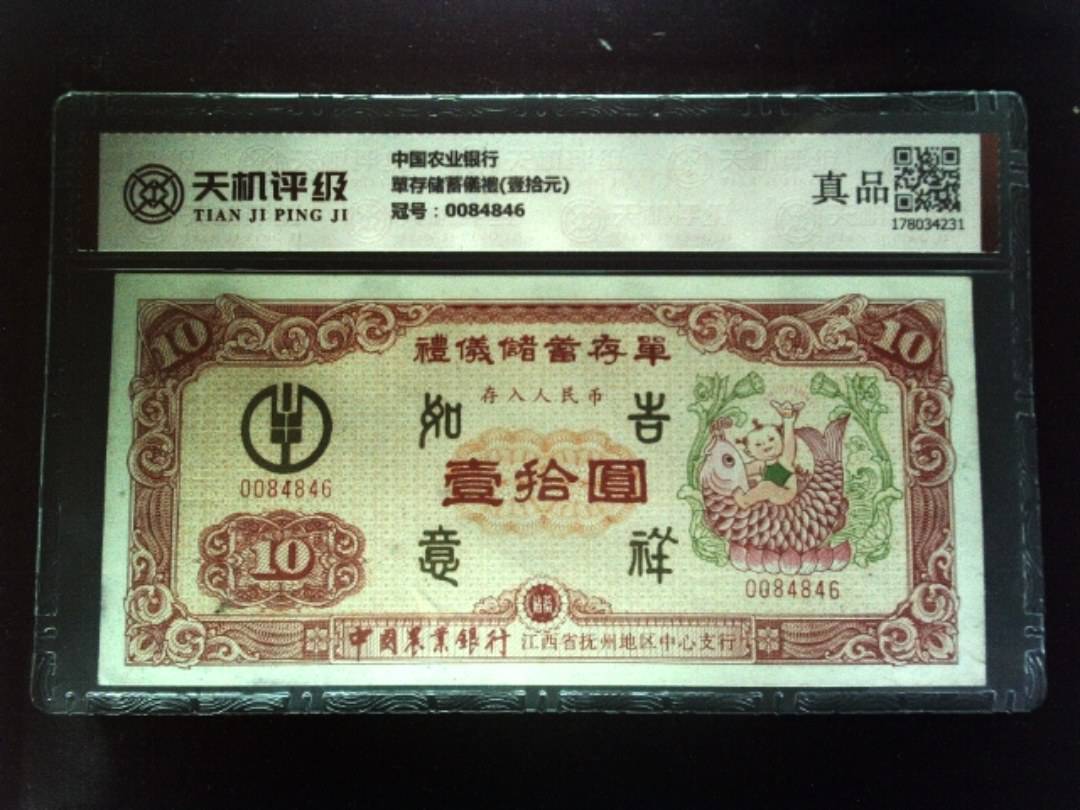 天机评级
TIAN JI PING JI
中国农业银行
單存储蓄儀禮(壹拾元)
冠号：0084846
真品
178034231
10
10
禮儀儲蓄存單
存入人民币
如
吉
壹拾圓
意
祥
0084846
10
0084846
中國農業銀行 江西省抚州地区中心支行